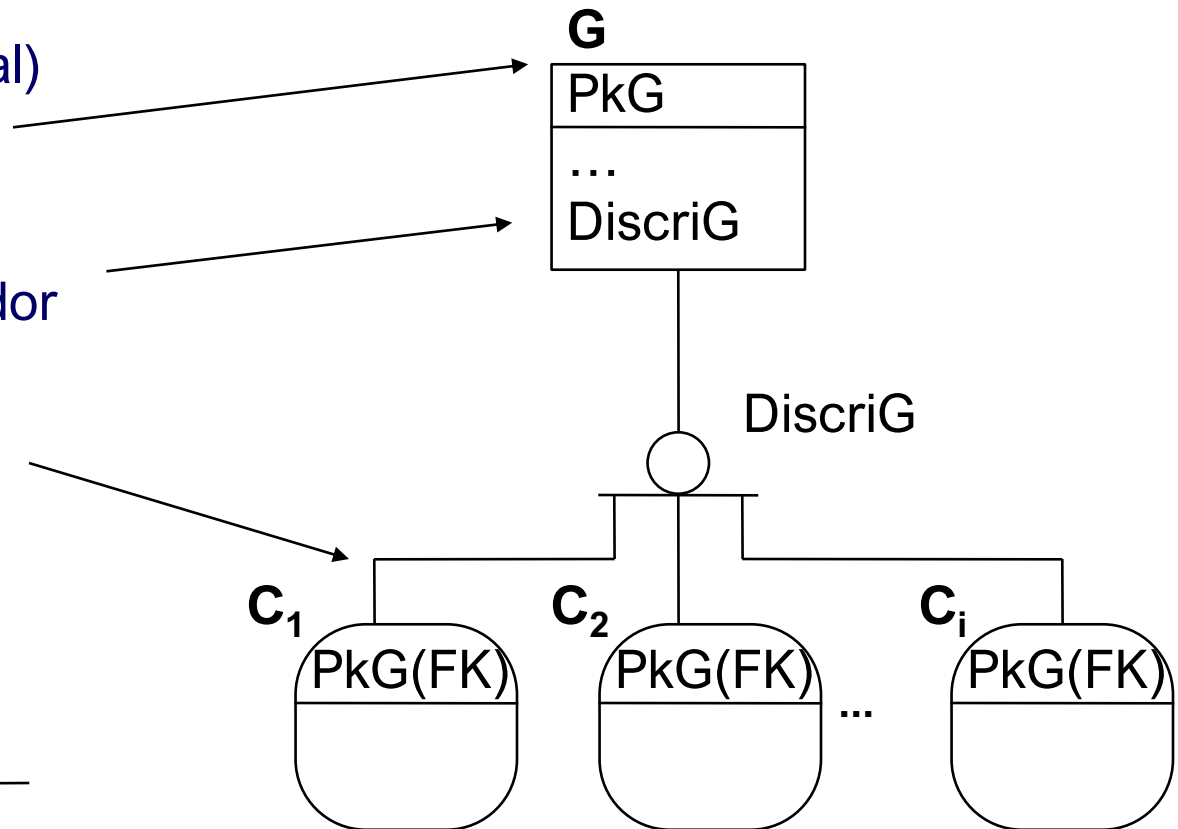 G
al)
PkG
...
DiscriG
dor
DiscriG
C₁ C₂ Cᵢ
PkG(FK) PkG(FK) ... PkG(FK)